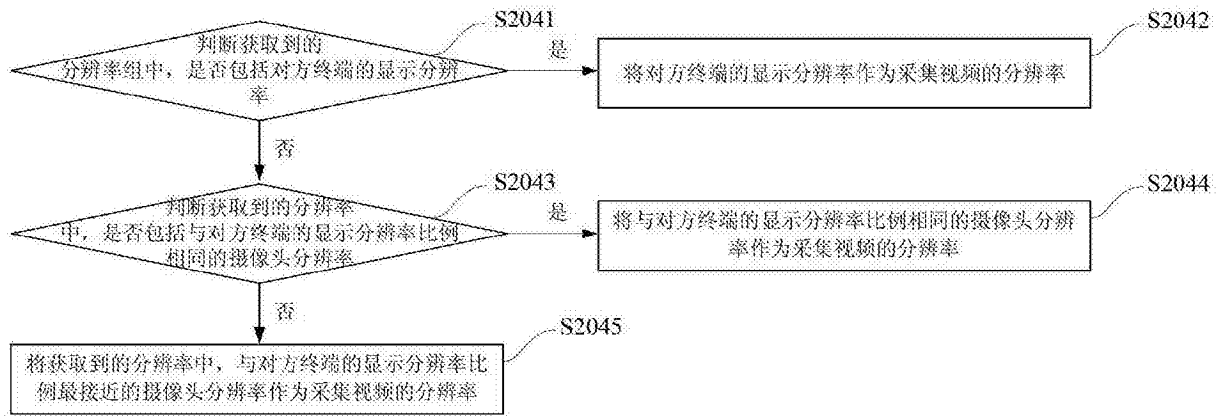 S2041
判断获取到的
分辨率组中，是否包括对方终端的显示分辨
率
是
S2042
将对方终端的显示分辨率作为采集视频的分辨率
否
S2043
判断获取到的分辨率
中，是否包括与对方终端的显示分辨率比例
相同的摄像头分辨率
是
S2044
将与对方终端的显示分辨率比例相同的摄像头分辨
率作为采集视频的分辨率
否
S2045
将获取到的分辨率中，与对方终端的显示分辨率比
例最接近的摄像头分辨率作为采集视频的分辨率